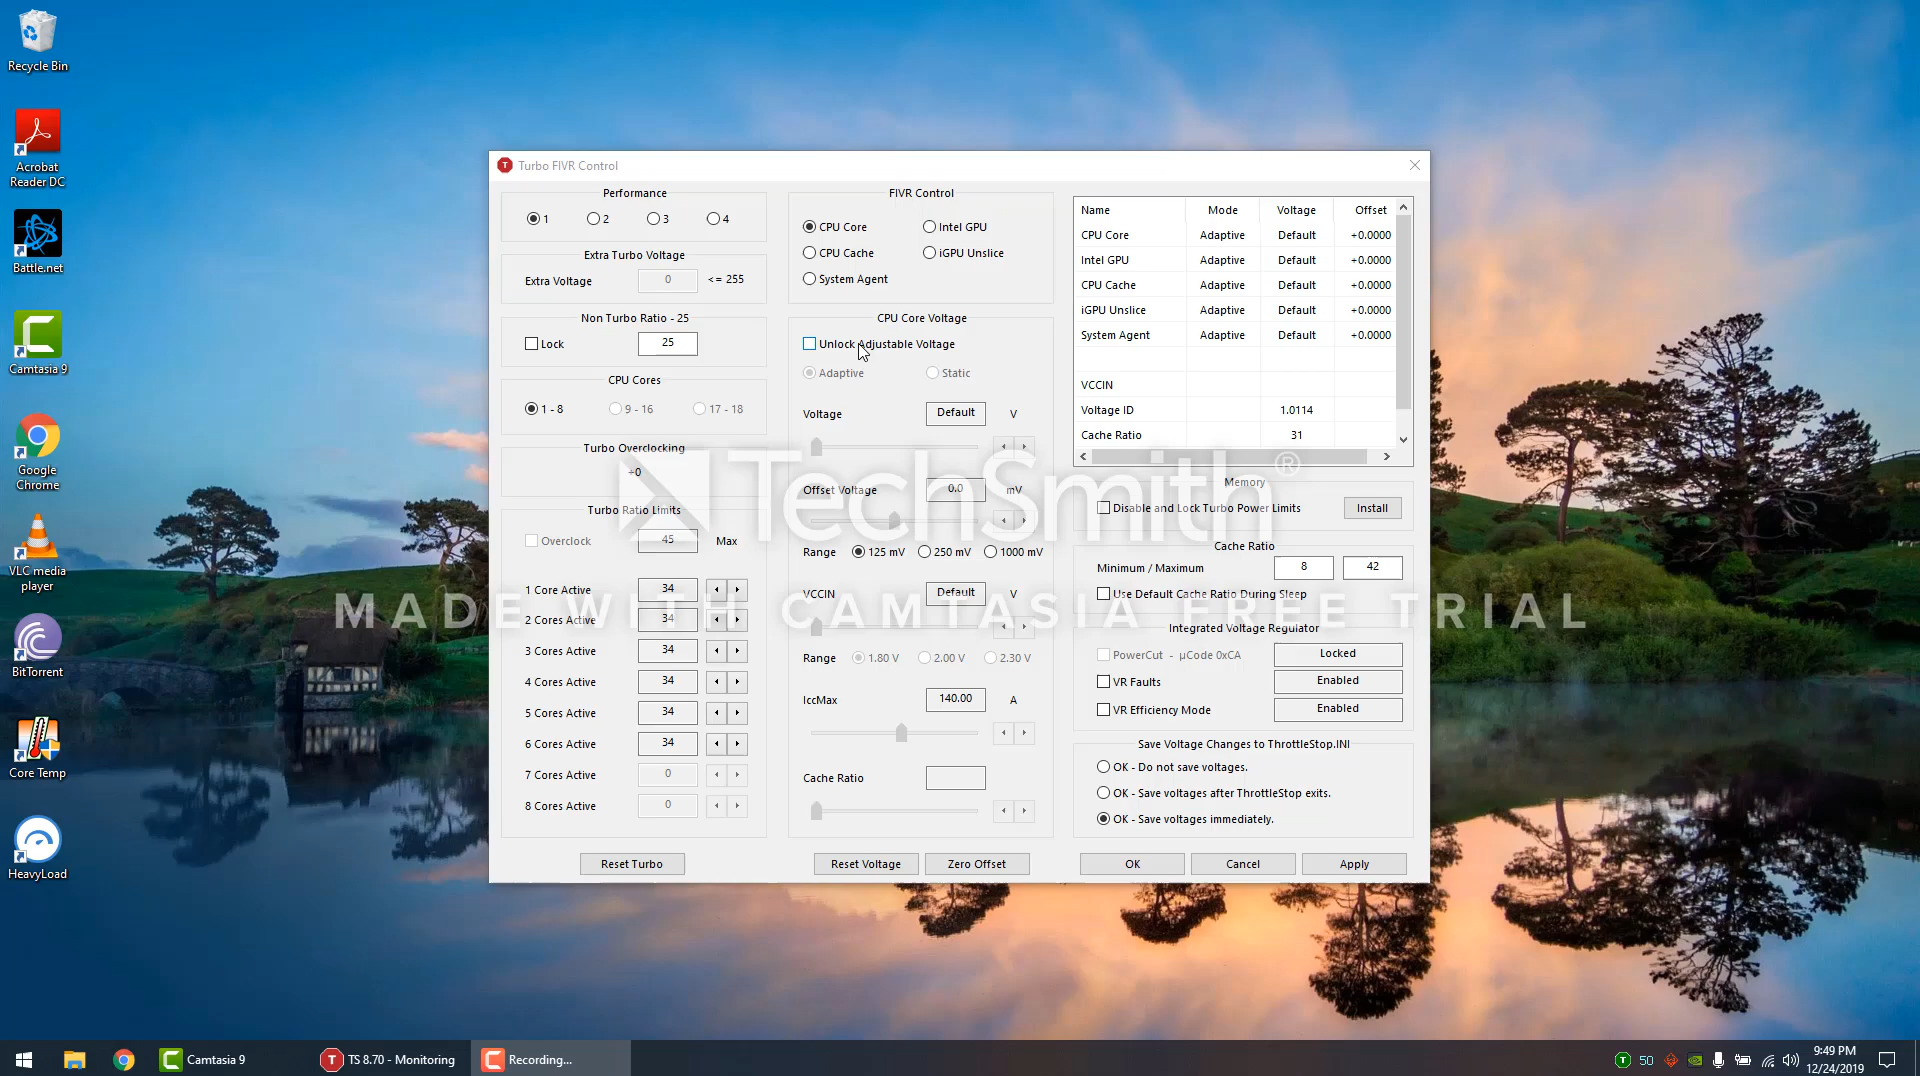 Recycle Bin
Acrobat
Reader DC
Battle.net
Camtasia 9
Google
Chrome
VLC media
player
BitTorrent
Core Temp
HeavyLoad
Turbo FIVR Control
Performance
1 2 3 4
Extra Turbo Voltage
Extra Voltage 0 <= 255
Non Turbo Ratio - 25
Lock 25
CPU Cores
1 - 8 9 - 16 17 - 18
Turbo Overclocking
+0
Turbo Ratio Limits
Overclock 45 Max
1 Core Active 34
2 Cores Active 34
3 Cores Active 34
4 Cores Active 34
5 Cores Active 34
6 Cores Active 34
7 Cores Active 0
8 Cores Active 0
Reset Turbo
FIVR Control
CPU Core Intel GPU
CPU Cache iGPU Unslice
System Agent
CPU Core Voltage
Unlock Adjustable Voltage
Adaptive Static
Voltage Default V
Offset Voltage 0.0 mV
Range 125 mV 250 mV 1000 mV
VCCIN Default V
Range 1.80 V 2.00 V 2.30 V
IccMax 140.00 A
Cache Ratio
Reset Voltage Zero Offset
Name Mode Voltage Offset
CPU Core Adaptive Default +0.0000
Intel GPU Adaptive Default +0.0000
CPU Cache Adaptive Default +0.0000
iGPU Unslice Adaptive Default +0.0000
System Agent Adaptive Default +0.0000
VCCIN
Voltage ID 1.0114
Cache Ratio 31
Memory
Disable and Lock Turbo Power Limits Install
Cache Ratio
Minimum / Maximum 8 42
Use Default Cache Ratio During Sleep
Integrated Voltage Regulator
PowerCut - µCode 0xCA Locked
VR Faults Enabled
VR Efficiency Mode Enabled
Save Voltage Changes to ThrottleStop.INI
OK - Do not save voltages.
OK - Save voltages after ThrottleStop exits.
OK - Save voltages immediately.
OK Cancel Apply
TechSmith®
MADE WITH CAMTASIA FREE TRIAL
Camtasia 9
TS 8.70 - Monitoring
Recording...
50
9:49 PM
12/24/2019